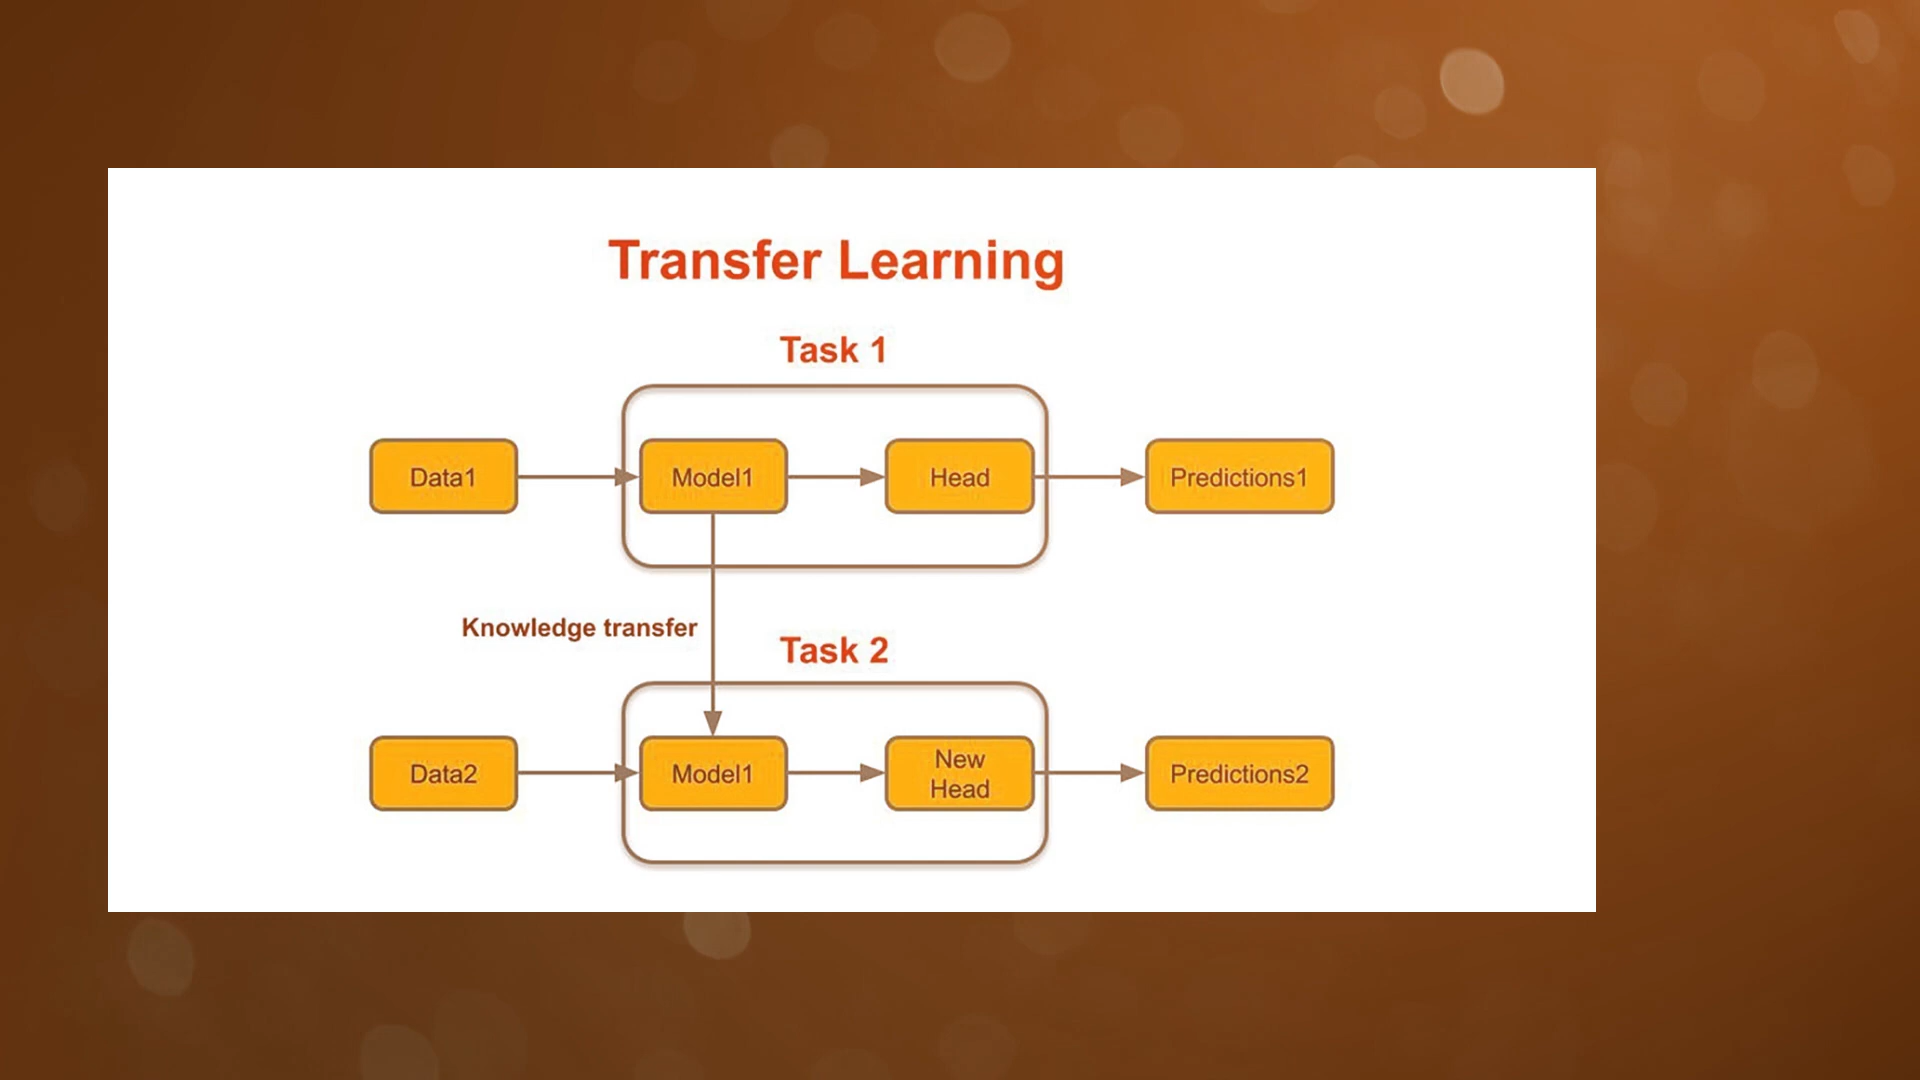 Transfer Learning
Task 1
Data1
Model1
Head
Predictions1
Knowledge transfer
Task 2
Data2
Model1
New
Head
Predictions2